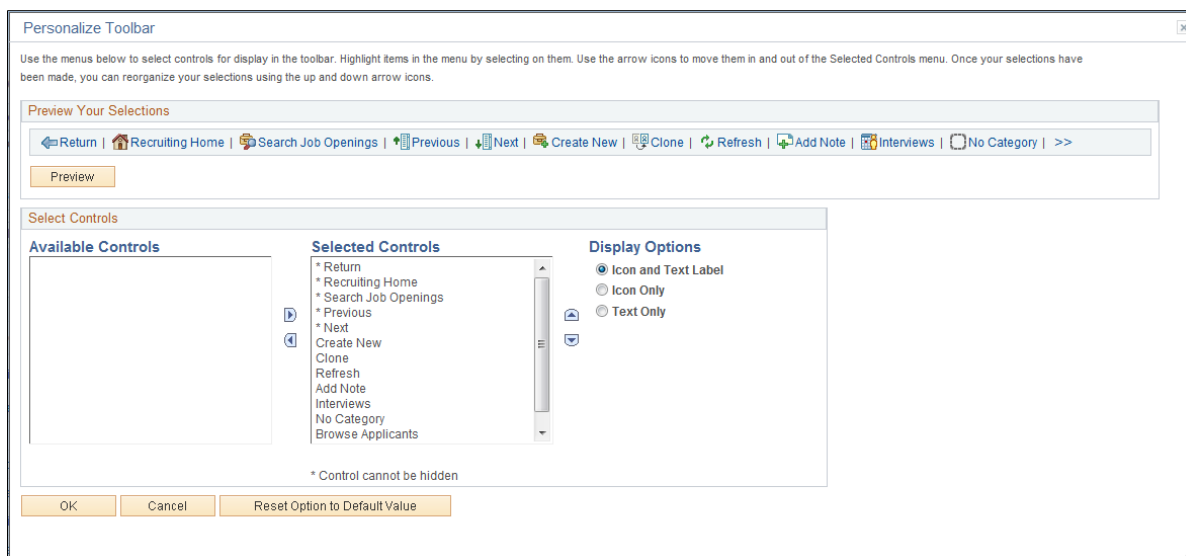 Personalize Toolbar
Use the menus below to select controls for display in the toolbar. Highlight items in the menu by selecting on them. Use the arrow icons to move them in and out of the Selected Controls menu. Once your selections have
been made, you can reorganize your selections using the up and down arrow icons.
Preview Your Selections
Return | Recruiting Home | Search Job Openings | Previous | Next | Create New | Clone | Refresh | Add Note | Interviews | No Category | >>
Preview
Select Controls
Available Controls
Selected Controls
* Return
* Recruiting Home
* Search Job Openings
* Previous
* Next
Create New
Clone
Refresh
Add Note
Interviews
No Category
Browse Applicants
* Control cannot be hidden
Display Options
Icon and Text Label
Icon Only
Text Only
OK
Cancel
Reset Option to Default Value